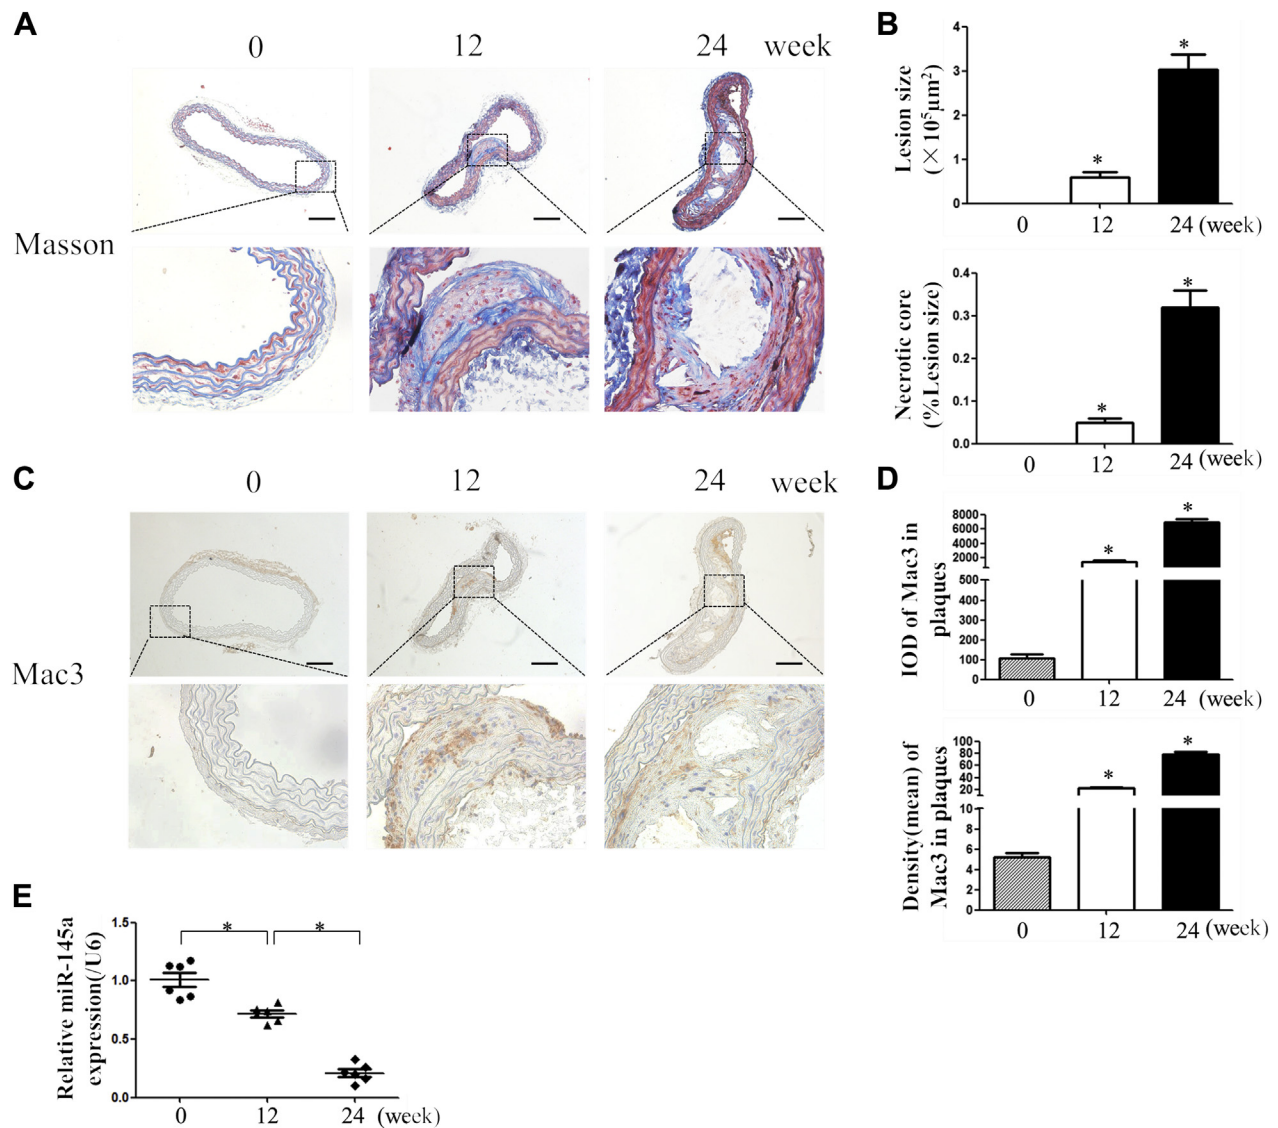 A
0 12 24 week
Masson
B
Lesion size
(×10⁵μm²)
4
3
2
1
0
*
*
0 12 24 (week)
Necrotic core
(%Lesion size)
0.4
0.3
0.2
0.1
0.0
*
*
0 12 24 (week)
C
0 12 24 week
Mac3
D
IOD of Mac3 in
plaques
8000
6000
4000
2000
500
400
300
200
100
0
*
*
0 12 24 (week)
Density(mean) of
Mac3 in plaques
100
80
60
40
20
10
8
6
4
2
0
*
*
0 12 24 (week)
E
Relative miR-145a
expression(/U6)
1.5
1.0
0.5
0.0
* *
0 12 24 (week)